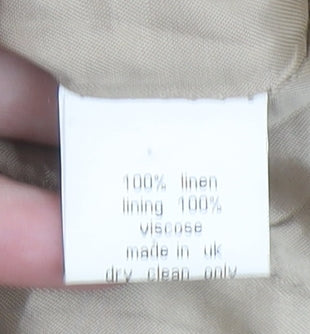 100% linen
lining 100%
viscose
made in uk
dry clean only